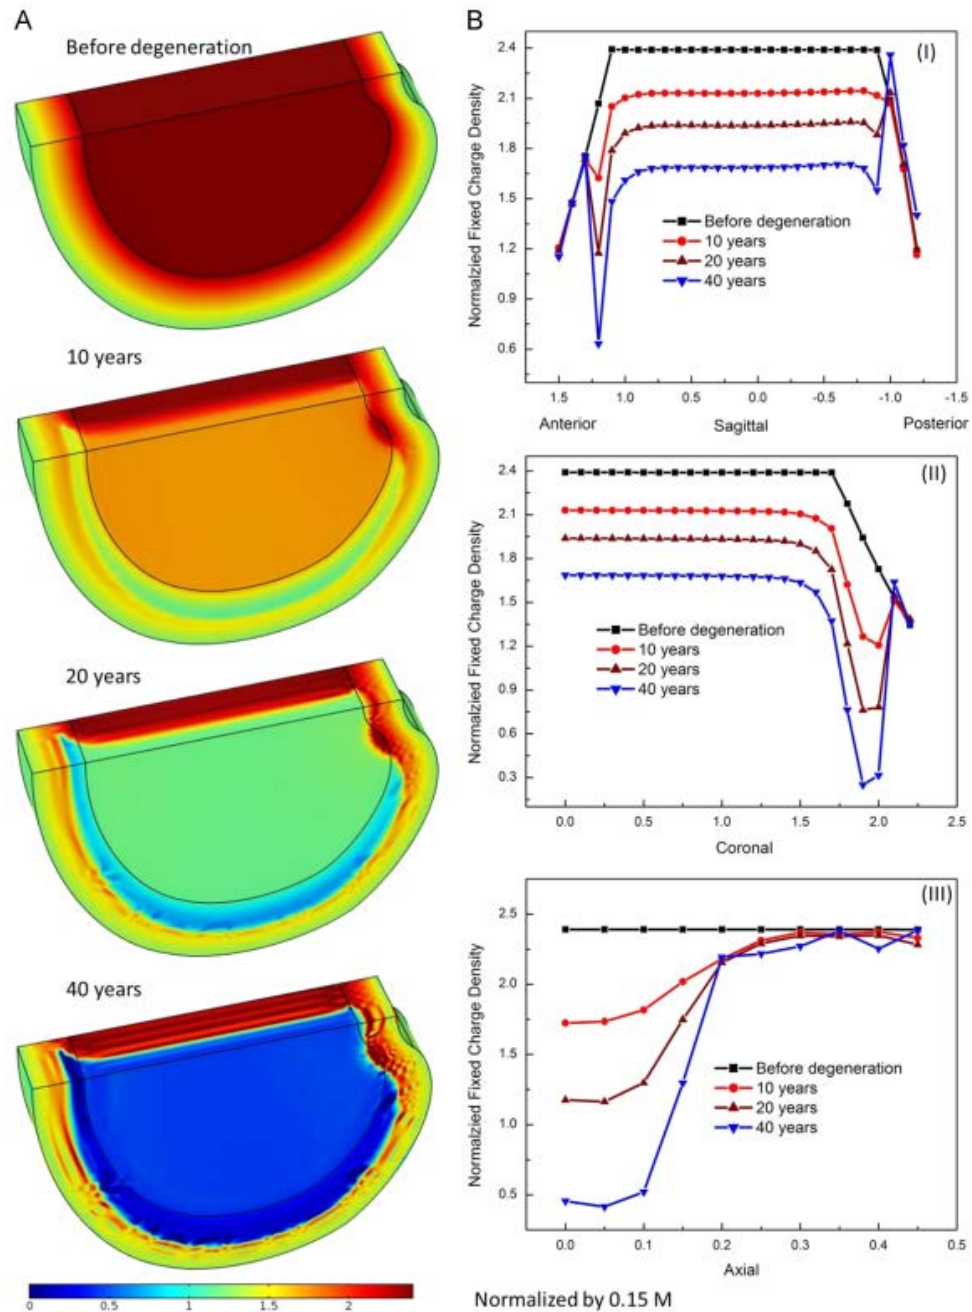 A
Before degeneration
10 years
20 years
40 years
0 0.5 1 1.5 2
B
(I)
Normalzied Fixed Charge Density
2.4
2.1
1.8
1.5
1.2
0.9
0.6
Before degeneration
10 years
20 years
40 years
1.5 1.0 0.5 0.0 -0.5 -1.0 -1.5
Anterior Sagittal Posterior
(II)
Normalzied Fixed Charge Density
2.4
2.1
1.8
1.5
1.2
0.9
0.6
0.3
Before degeneration
10 years
20 years
40 years
0.0 0.5 1.0 1.5 2.0 2.5
Coronal
(III)
Normalzied Fixed Charge Density
2.5
2.0
1.5
1.0
0.5
Before degeneration
10 years
20 years
40 years
0.0 0.1 0.2 0.3 0.4 0.5
Axial
Normalized by 0.15 M